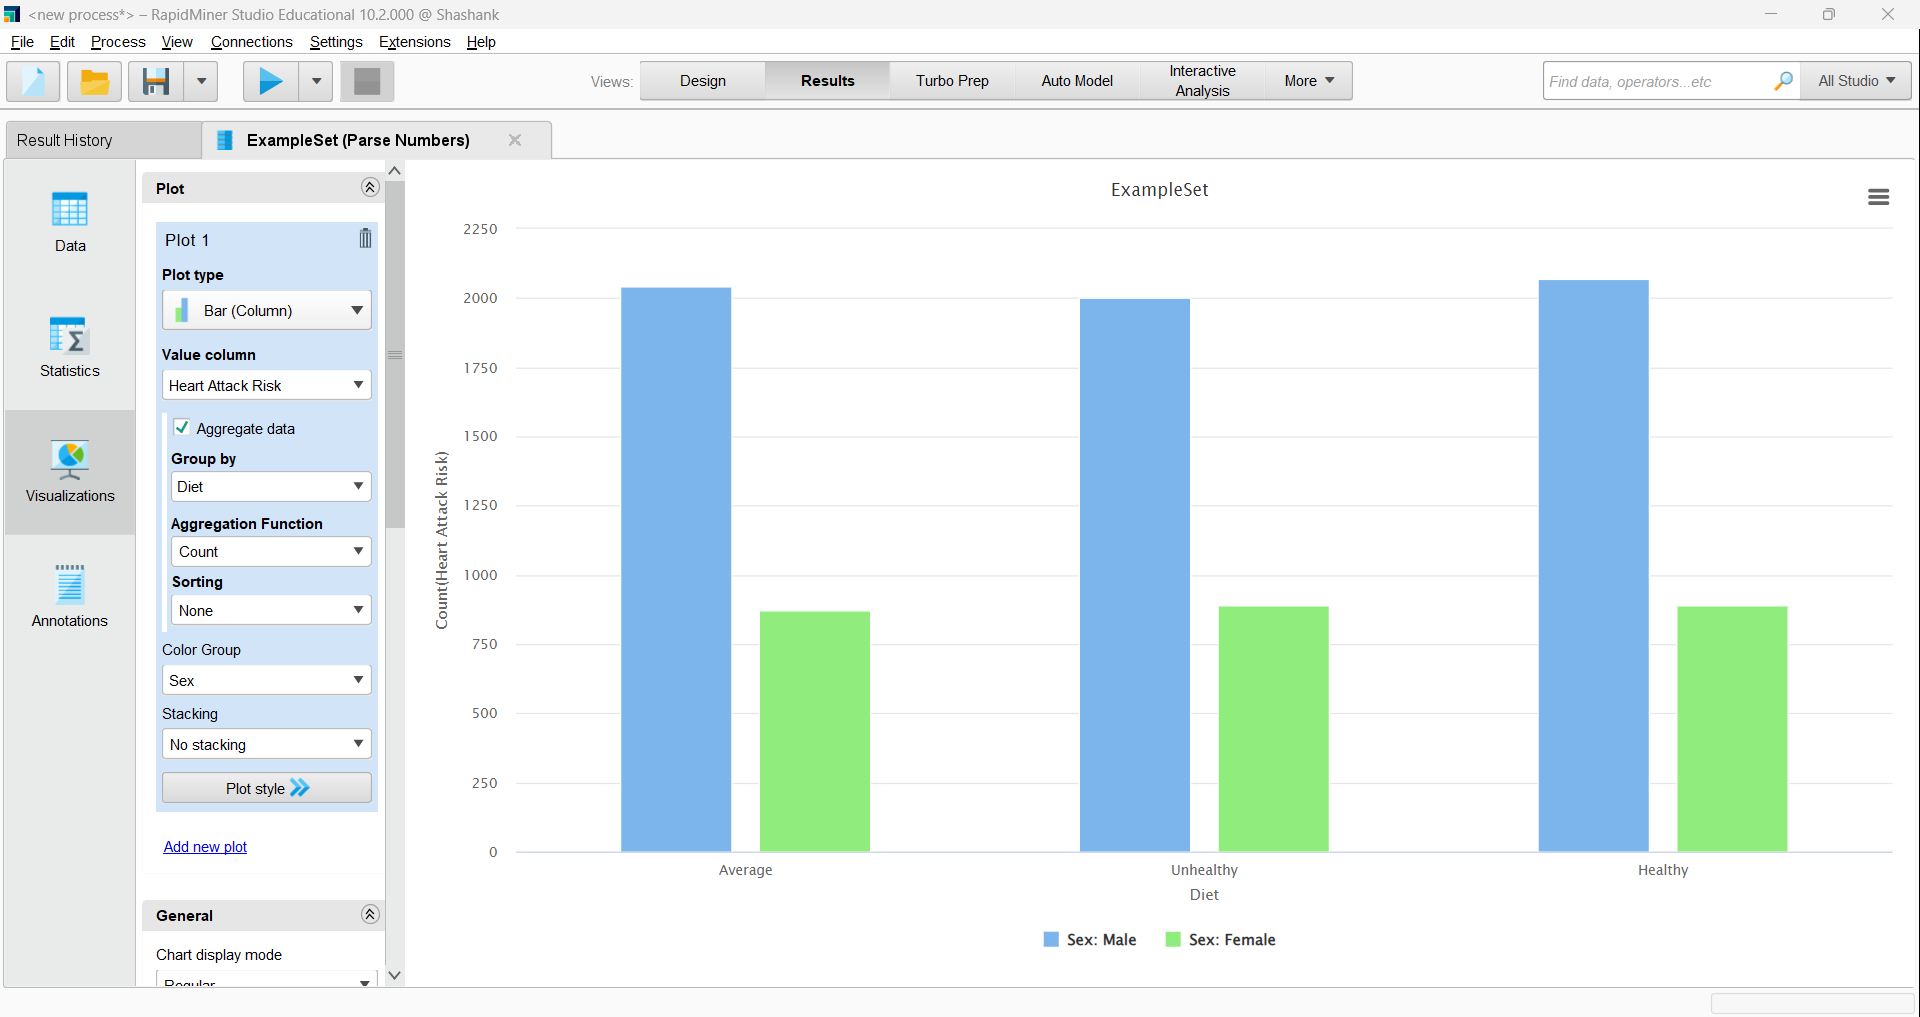 <new process*> – RapidMiner Studio Educational 10.2.000 @ Shashank
File Edit Process View Connections Settings Extensions Help
Views: Design Results Turbo Prep Auto Model Interactive Analysis More
Find data, operators...etc
All Studio
Result History
ExampleSet (Parse Numbers)
Data
Statistics
Visualizations
Annotations
Plot
Plot 1
Plot type
Bar (Column)
Value column
Heart Attack Risk
Aggregate data
Group by
Diet
Aggregation Function
Count
Sorting
None
Color Group
Sex
Stacking
No stacking
Plot style
Add new plot
General
Chart display mode
Regular
ExampleSet
Count(Heart Attack Risk)
2250
2000
1750
1500
1250
1000
750
500
250
0
Average Unhealthy Healthy
Diet
Sex: Male Sex: Female